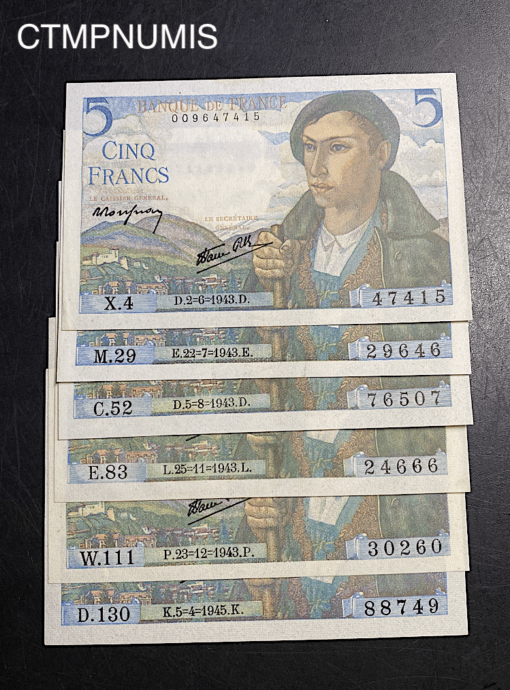 CTMPNUMIS
5 BANQUE DE FRANCE 5
009647415
CINQ
FRANCS
LE CAISSIER GÉNÉRAL,
LE SECRÉTAIRE
GÉNÉRAL,
X.4 D.2=6=1943.D. 47415
M.29 E.22=7=1943.E. 29646
C.52 D.5=8=1943.D. 76507
E.83 L.25=11=1943.L. 24666
W.111 P.23=12=1943.P. 30260
D.130 K.5=4=1945.K. 88749